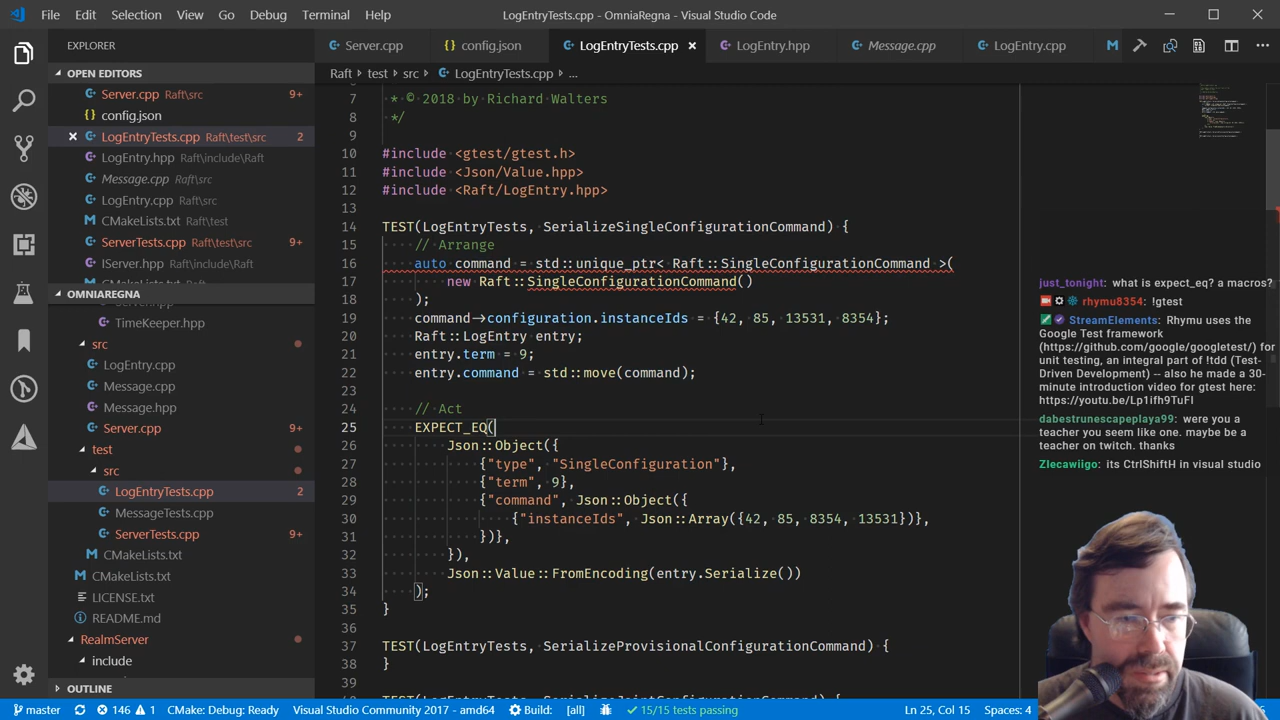 File Edit Selection View Go Debug Terminal Help
LogEntryTests.cpp - OmniaRegna - Visual Studio Code
EXPLORER
OPEN EDITORS
Server.cpp Raft\src 9+
config.json
LogEntryTests.cpp Raft\test\src 2
LogEntry.hpp Raft\include\Raft
Message.cpp Raft\src
LogEntry.cpp Raft\src
CMakeLists.txt Raft\test
ServerTests.cpp Raft\test\src 9+
IServer.hpp Raft\include\Raft
OMNIAREGNA
TimeKeeper.hpp
src
LogEntry.cpp
Message.cpp
Message.hpp
Server.cpp 9+
test
src
LogEntryTests.cpp 2
MessageTests.cpp
ServerTests.cpp 9+
CMakeLists.txt
CMakeLists.txt
LICENSE.txt
README.md
RealmServer
include
OUTLINE
Server.cpp config.json LogEntryTests.cpp LogEntry.hpp Message.cpp LogEntry.cpp
Raft > test > src > LogEntryTests.cpp > ...
7 * © 2018 by Richard Walters
8 */
9
10 #include <gtest/gtest.h>
11 #include <Json/Value.hpp>
12 #include <Raft/LogEntry.hpp>
13
14 TEST(LogEntryTests, SerializeSingleConfigurationCommand) {
15 // Arrange
16 auto command = std::unique_ptr< Raft::SingleConfigurationCommand >(
17 new Raft::SingleConfigurationCommand()
18 );
19 command->configuration.instanceIds = {42, 85, 13531, 8354};
20 Raft::LogEntry entry;
21 entry.term = 9;
22 entry.command = std::move(command);
23
24 // Act
25 EXPECT_EQ(
26 Json::Object({
27 {"type", "SingleConfiguration"},
28 {"term", 9},
29 {"command", Json::Object({
30 {"instanceIds", Json::Array({42, 85, 8354, 13531})},
31 })},
32 }),
33 Json::Value::FromEncoding(entry.Serialize())
34 );
35 }
36
37 TEST(LogEntryTests, SerializeProvisionalConfigurationCommand) {
38 }
just_tonight: what is expect_eq? a macros?
rhymu8354: !gtest
StreamElements: Rhymu uses the
Google Test framework
(https://github.com/google/googletest/) for
unit testing, an integral part of !tdd (Test-
Driven Development) -- also he made a 30-
minute introduction video for gtest here:
https://youtu.be/Lp1ifh9TuFI
dabestrunescapeplaya99: were you a
teacher you seem like one. maybe be a
teacher on twitch. thanks
Zlecawiigo: its CtrlShiftH in visual studio
master 146 1 CMake: Debug: Ready Visual Studio Community 2017 - amd64 Build: [all] 15/15 tests passing Ln 25, Col 15 Spaces: 4